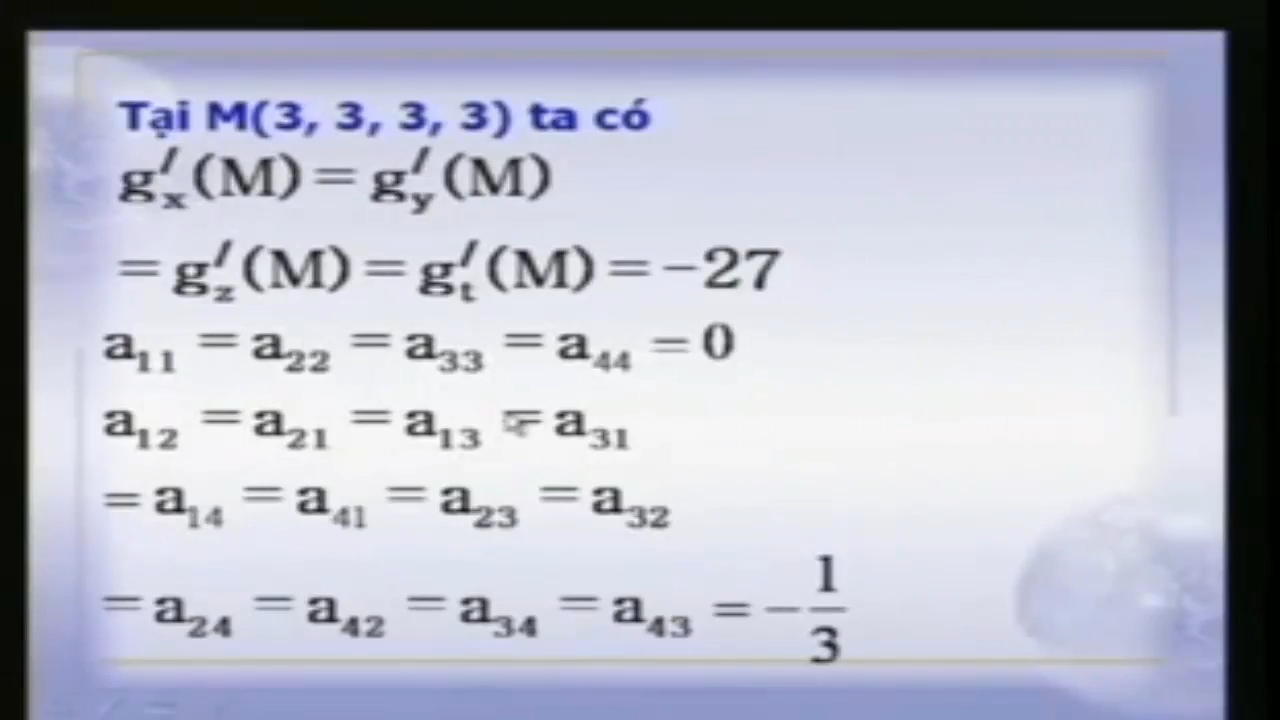 Tại M(3, 3, 3, 3) ta có
g′ₓ(M) = g′ᵧ(M)
= g′_z(M) = g′ₜ(M) = −27
a₁₁ = a₂₂ = a₃₃ = a₄₄ = 0
a₁₂ = a₂₁ = a₁₃ = a₃₁
= a₁₄ = a₄₁ = a₂₃ = a₃₂
= a₂₄ = a₄₂ = a₃₄ = a₄₃ = −1/3